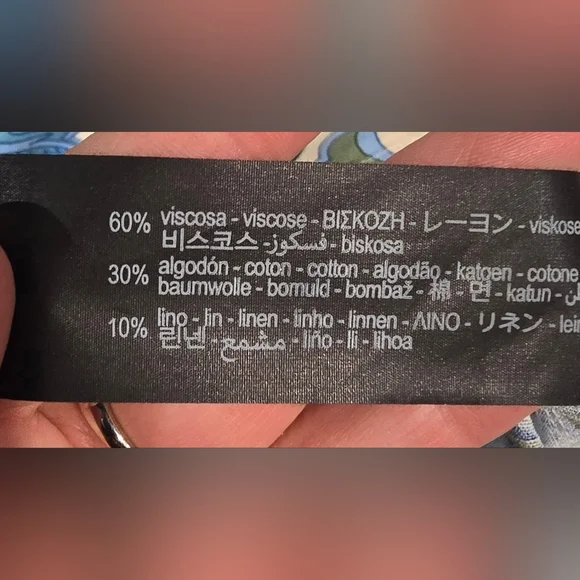 60% viscosa - viscose - ΒΙΣΚΟΖΗ - レーヨン - viskose
비스코스 - فسكوز - biskosa
30% algodón - coton - cotton - algodão - katoen - cotone
baumwolle - bomuld - bombaž - 棉 - 면 - katun -
10% lino - lin - linen - linho - linnen - ΛΙΝΟ - リネン - lei
린넨 - مشمع - liño - lli - lihoa